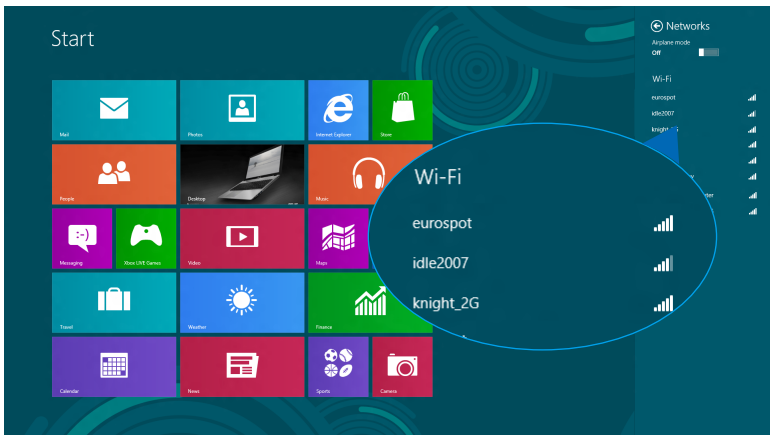 Start
Mail
Photos
Internet Explorer
Store
People
Desktop
Music
:-)
Messaging
Xbox LIVE Games
Video
Maps
Travel
Weather
Finance
Calendar
News
Sports
Camera
Networks
Airplane mode
Off
Wi-Fi
eurospot
idle2007
Wi-Fi
eurospot
idle2007
knight_2G